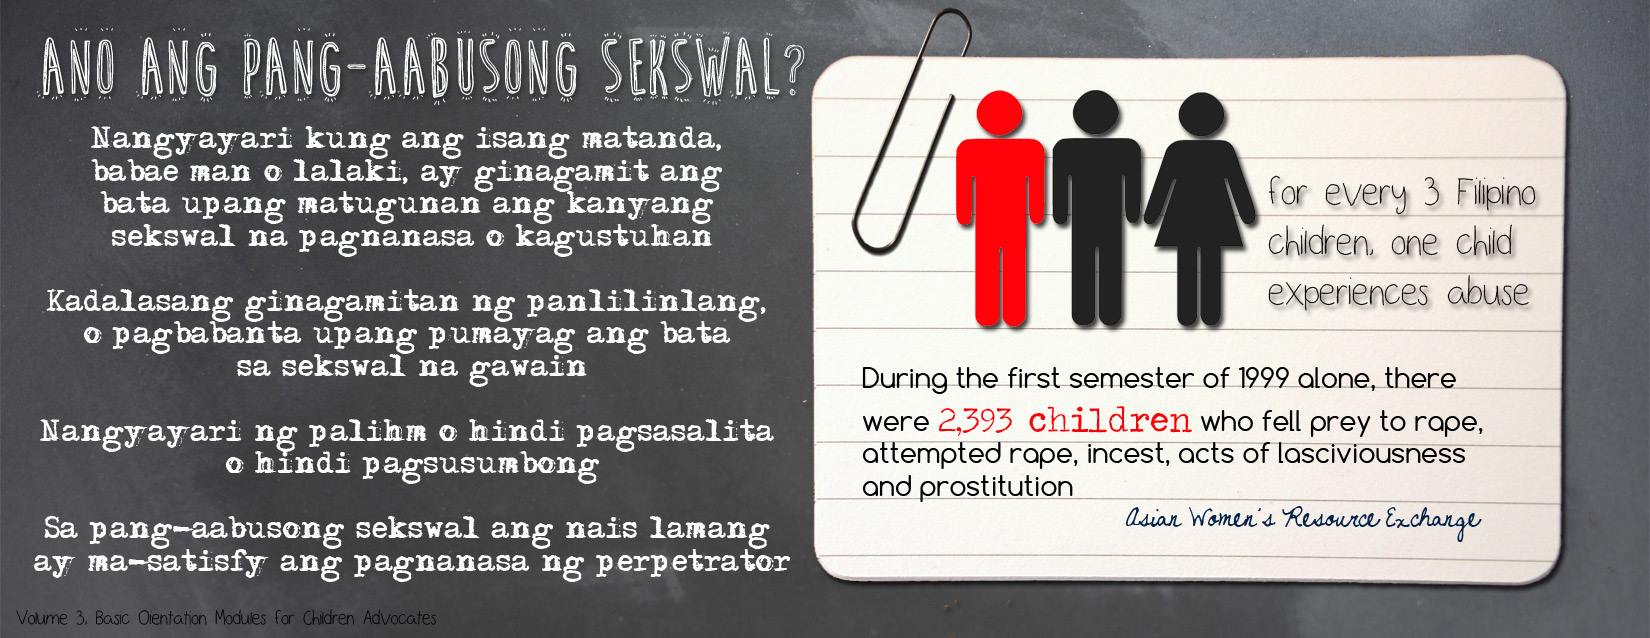 ANO ANG PANG-AABUSONG SEKSWAL?
Nangyayari kung ang isang matanda,
babae man o lalaki, ay ginagamit ang
bata upang matugunan ang kanyang
sekswal na pagnanasa o kagustuhan
Kadalasang ginagamitan ng panlilinlang,
o pagbabanta upang pumayag ang bata
sa sekswal na gawain
Nangyayari ng palihm o hindi pagsasalita
o hindi pagsusumbong
Sa pang-aabusong sekswal ang nais lamang
ay ma-satisfy ang pagnanasa ng perpetrator
Volume 3, Basic Oientation Modules for Children Advocates
for every 3 Filipino
children, one child
experiences abuse
During the first semester of 1999 alone, there
were 2,393 children who fell prey to rape,
attempted rape, incest, acts of lasciviousness
and prostitution
Asian Women's Resource Exchange